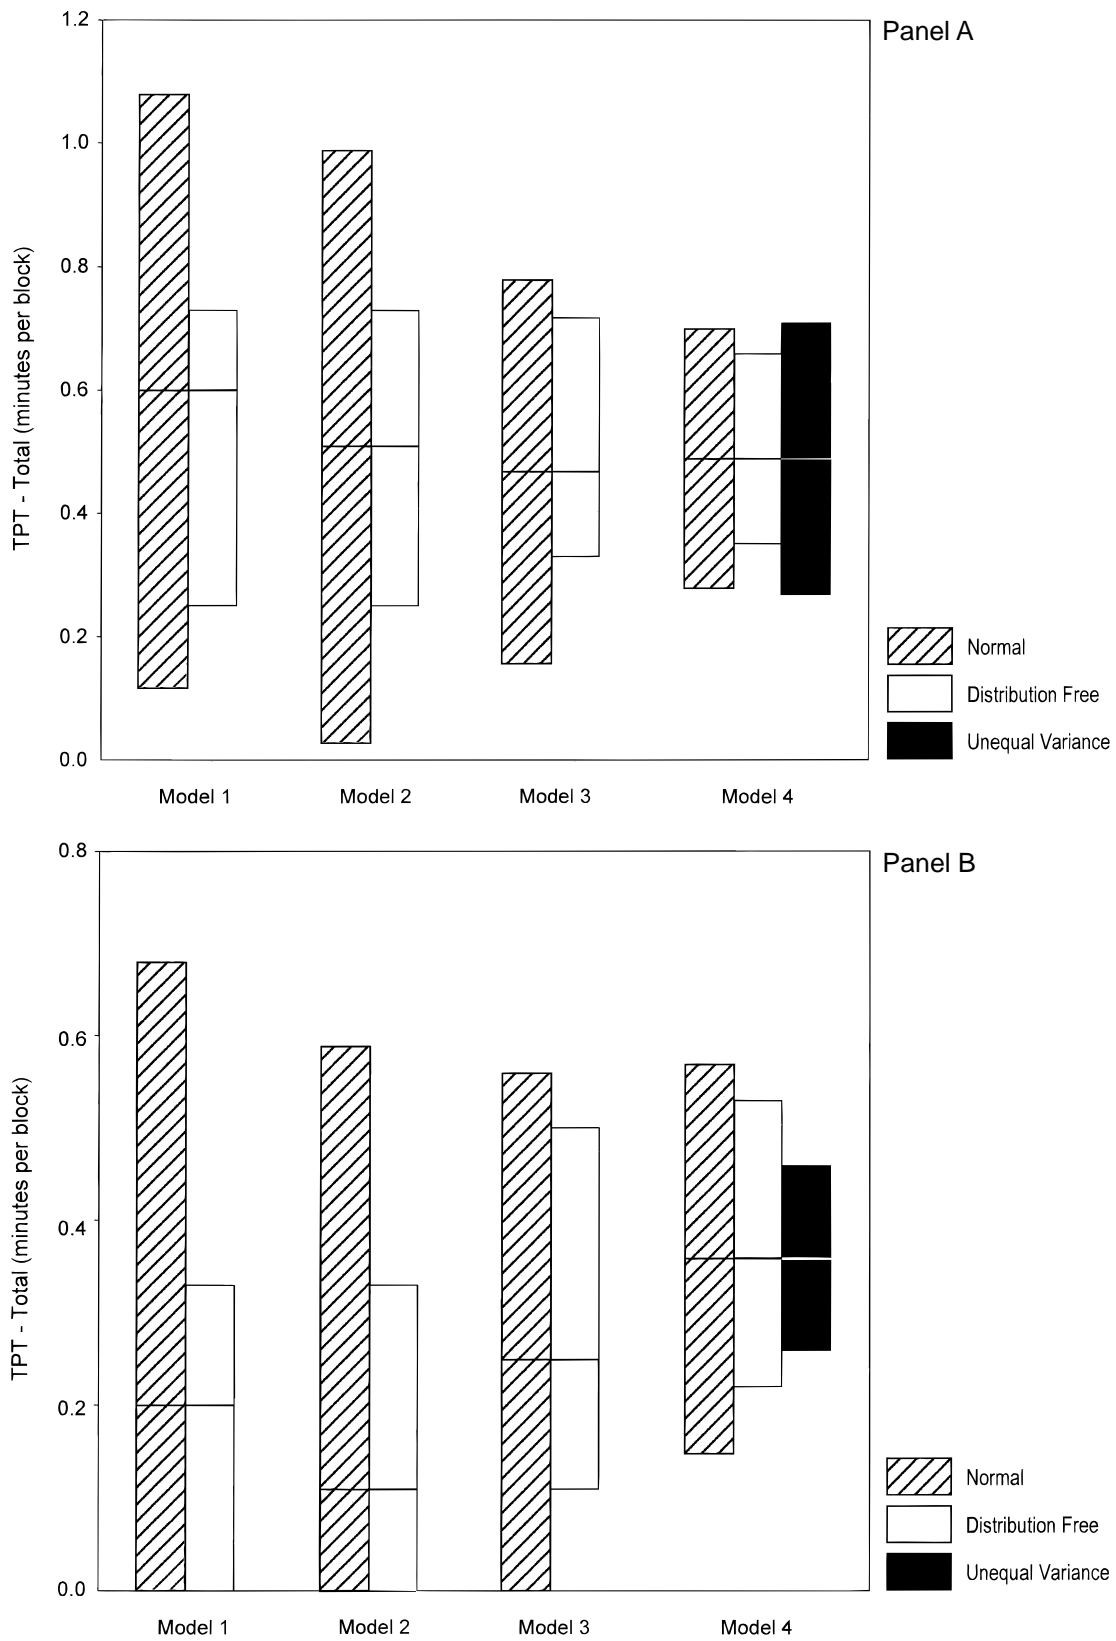 Panel A
TPT - Total (minutes per block)
1.2
1.0
0.8
0.6
0.4
0.2
0.0
Model 1
Model 2
Model 3
Model 4
Normal
Distribution Free
Unequal Variance
Panel B
TPT - Total (minutes per block)
0.8
0.6
0.4
0.2
0.0
Model 1
Model 2
Model 3
Model 4
Normal
Distribution Free
Unequal Variance